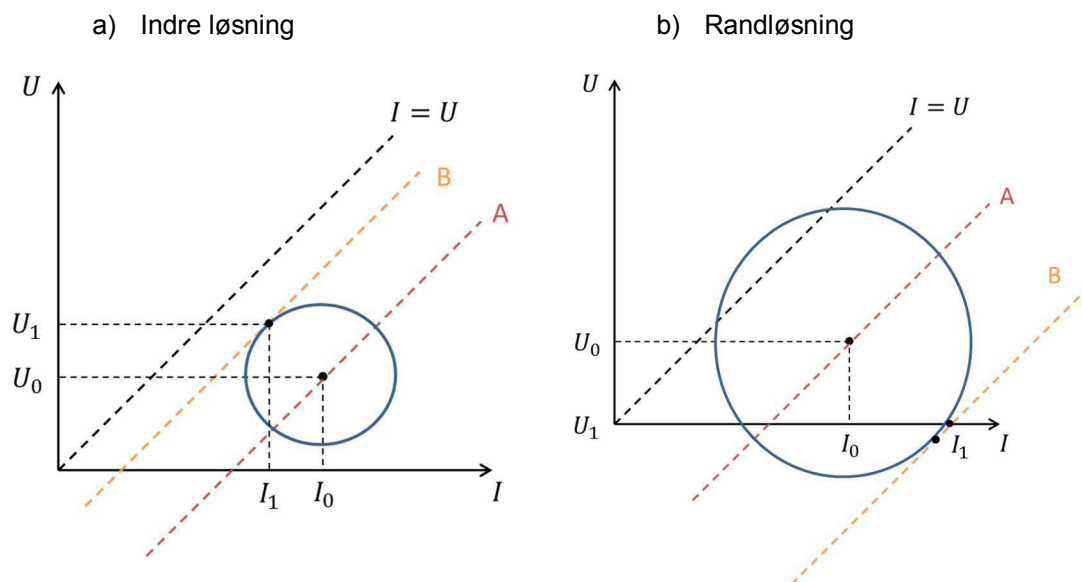 a) Indre løsning
U
I = U
B
A
U₁
U₀
I₁
I₀
I
b) Randløsning
U
I = U
A
B
U₀
U₁
I₀
I₁
I